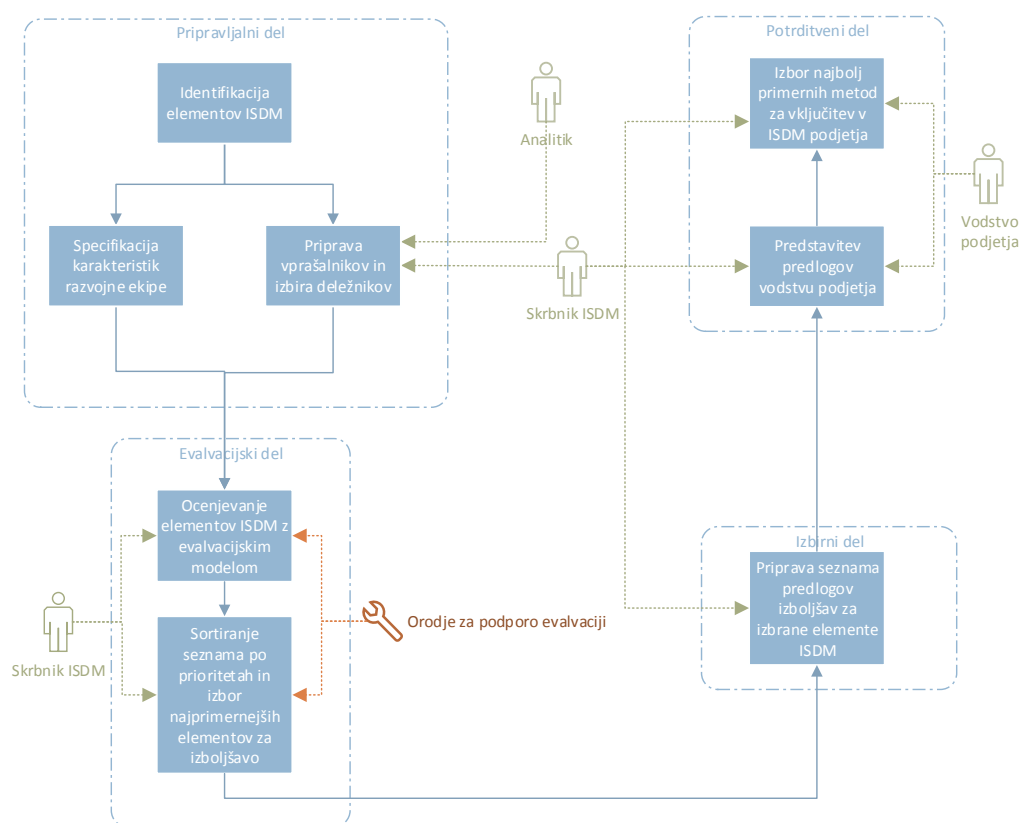 Pripravljalni del
Identifikacija
elementov ISDM
Specifikacija
karakteristik
razvojne ekipe
Priprava
vprašalnikov in
izbira deležnikov
Analitik
Skrbnik ISDM
Potrditveni del
Izbor najbolj
primernih metod
za vključitev v
ISDM podjetja
Vodstvo
podjetja
Predstavitev
predlogov
vodstvu podjetja
Evalvacijski del
Ocenjevanje
elementov ISDM z
evalvacijskim
modelom
Skrbnik ISDM
Orodje za podporo evalvaciji
Sortiranje
seznama po
prioritetah in
izbor
najprimernejših
elementov za
izboljšavo
Izbirni del
Priprava seznama
predlogov
izboljšav za
izbrane elemente
ISDM